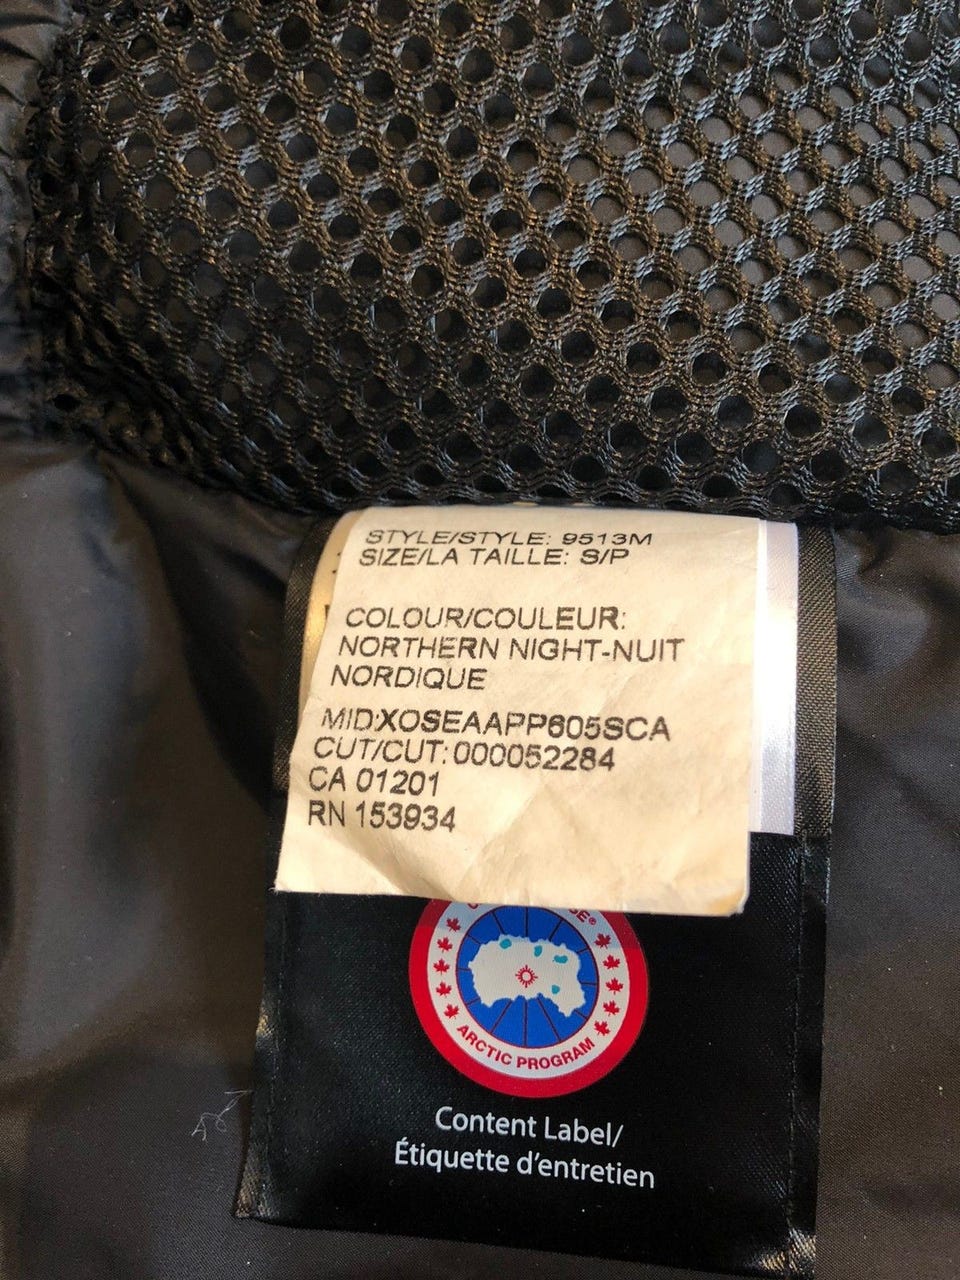 STYLE/STYLE: 9513M
SIZE/LA TAILLE: S/P
COLOUR/COULEUR:
NORTHERN NIGHT-NUIT
NORDIQUE
MID:XOSEAAPP605SCA
CUT/CUT: 000052284
CA 01201
RN 153934
ARCTIC PROGRAM
Content Label/
Étiquette d'entretien